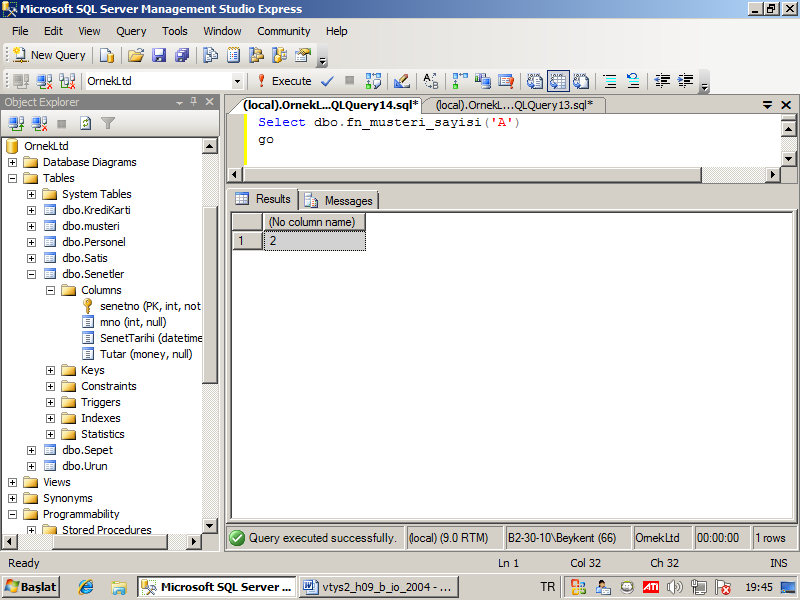 Microsoft SQL Server Management Studio Express
File Edit View Query Tools Window Community Help
New Query
OrnekLtd Execute
Object Explorer
(local).OrnekL...QLQuery14.sql* (local).OrnekL...QLQuery13.sql*
Select dbo.fn_musteri_sayisi('A')
go
OrnekLtd
Database Diagrams
Tables
System Tables
dbo.KrediKarti
dbo.musteri
dbo.Personel
dbo.Satis
dbo.Senetler
Columns
senetno (PK, int, not
mno (int, null)
SenetTarihi (datetime
Tutar (money, null)
Keys
Constraints
Triggers
Indexes
Statistics
dbo.Sepet
dbo.Urun
Views
Synonyms
Programmability
Stored Procedures
Results Messages
(No column name)
1 2
Query executed successfully. (local) (9.0 RTM) B2-30-10\Beykent (66) OrnekLtd 00:00:00 1 rows
Ready Ln 1 Col 32 Ch 32 INS
Başlat Microsoft SQL Server ... vtys2_h09_b_io_2004 - ... TR ATI 19:45